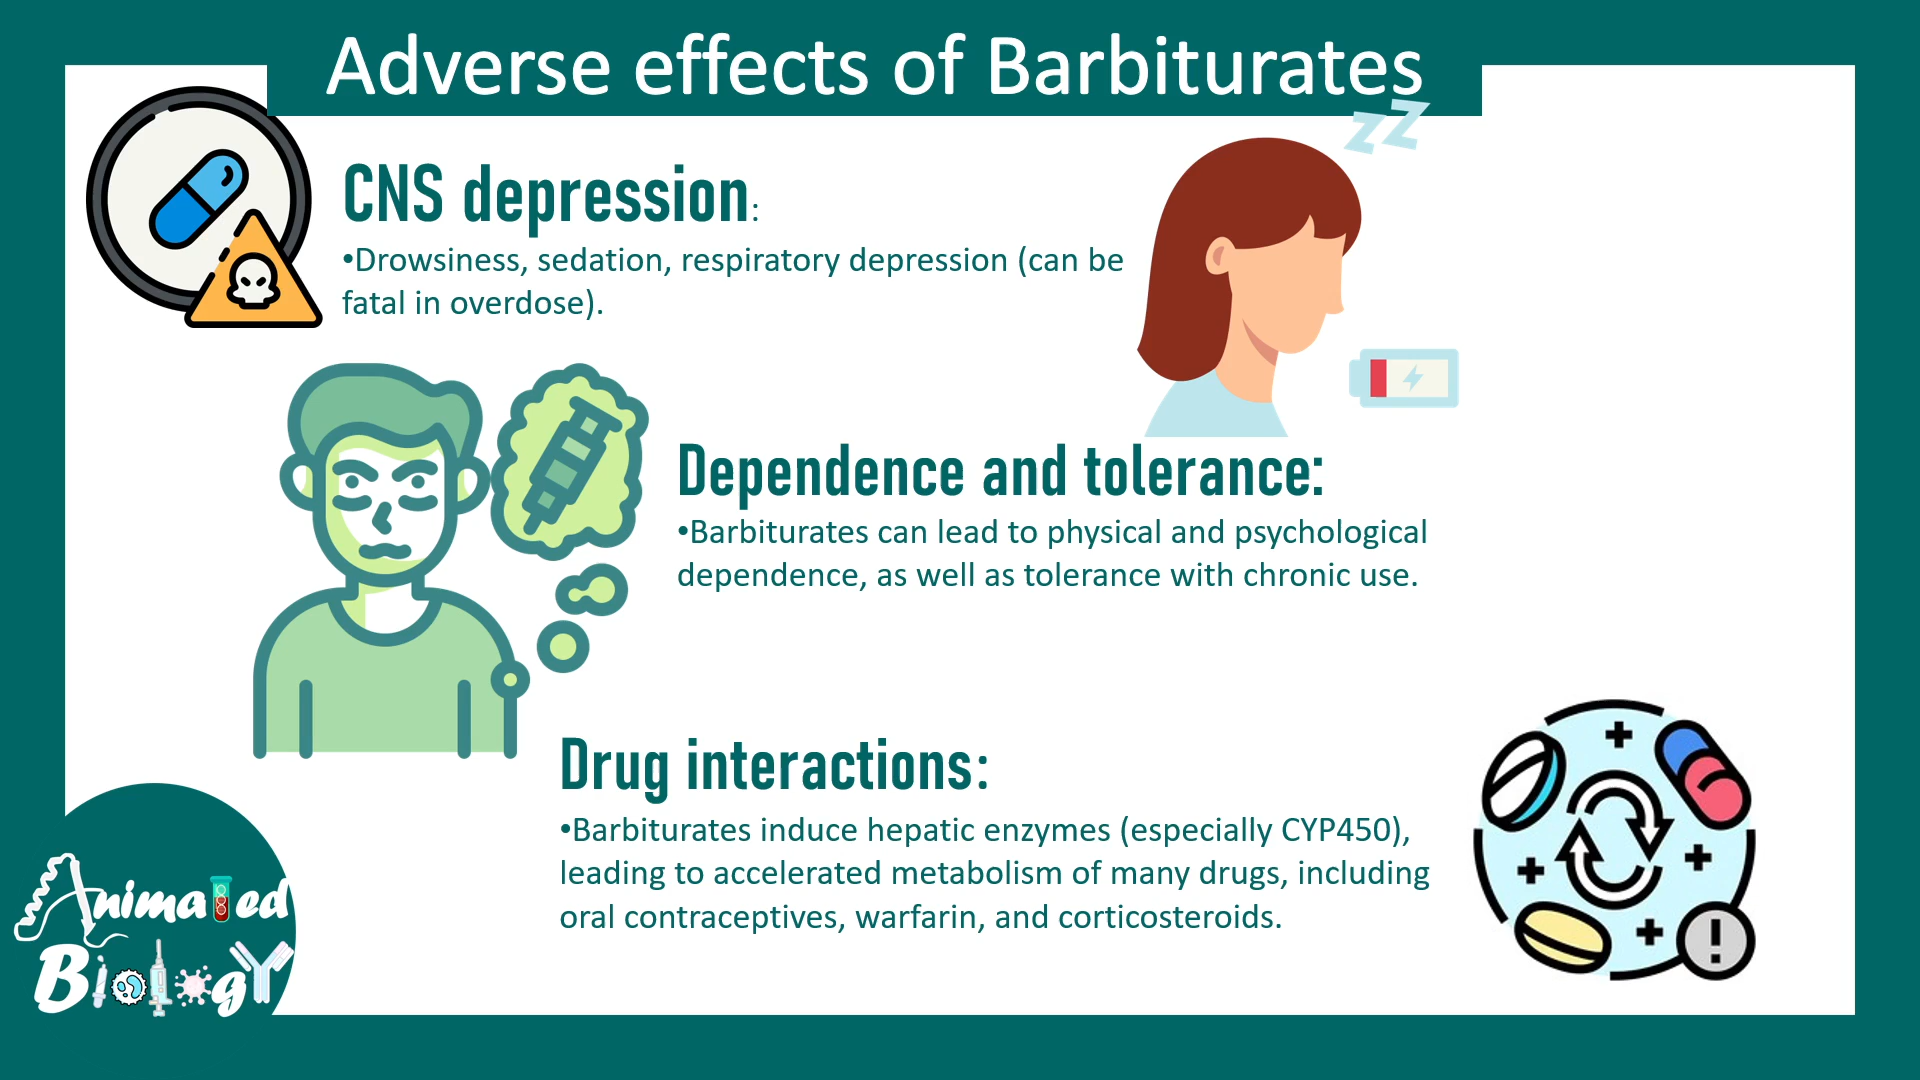 Adverse effects of Barbiturates
zZ
CNS depression:
•Drowsiness, sedation, respiratory depression (can be
fatal in overdose).
Dependence and tolerance:
•Barbiturates can lead to physical and psychological
dependence, as well as tolerance with chronic use.
Drug interactions:
•Barbiturates induce hepatic enzymes (especially CYP450),
leading to accelerated metabolism of many drugs, including
oral contraceptives, warfarin, and corticosteroids.
Animated
Biology